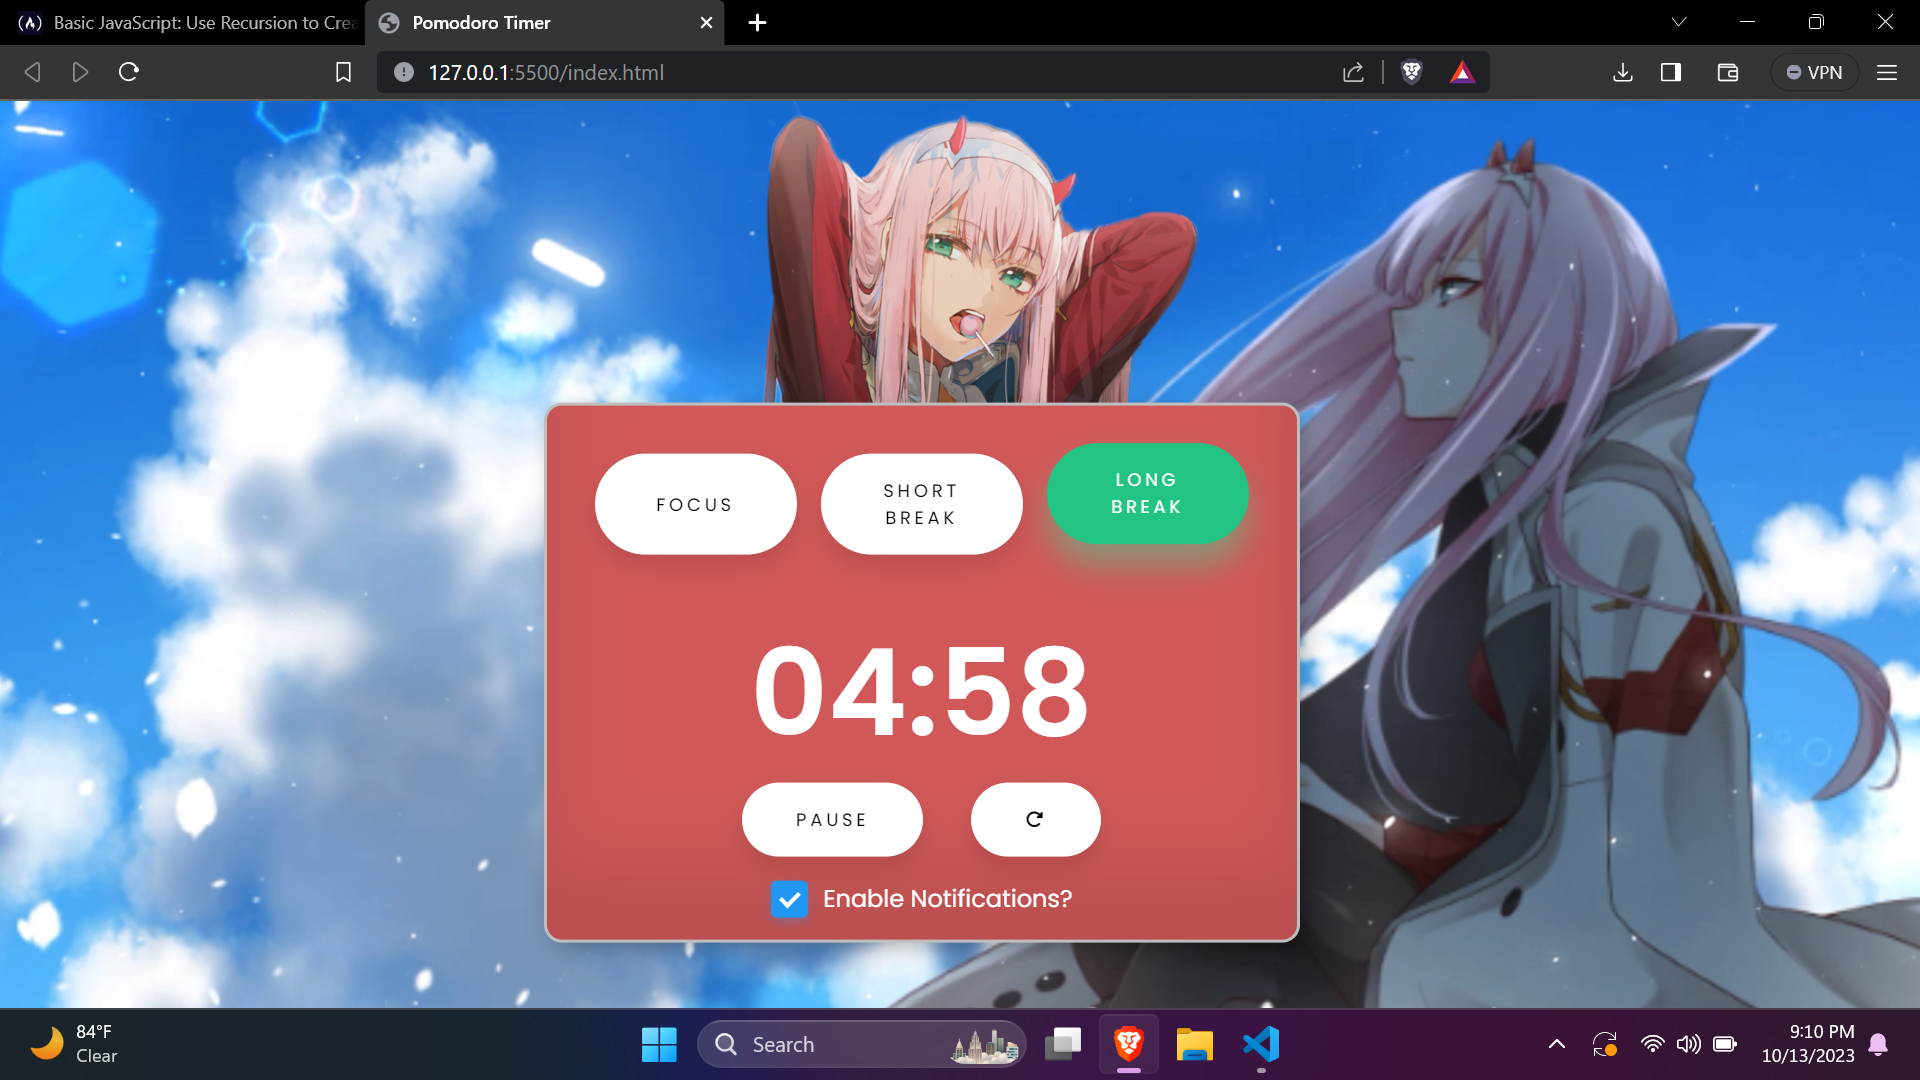 Basic JavaScript: Use Recursion to Crea
Pomodoro Timer
127.0.0.1:5500/index.html
VPN
FOCUS
SHORT
BREAK
LONG
BREAK
04:58
PAUSE
Enable Notifications?
84°F
Clear
Search
9:10 PM
10/13/2023